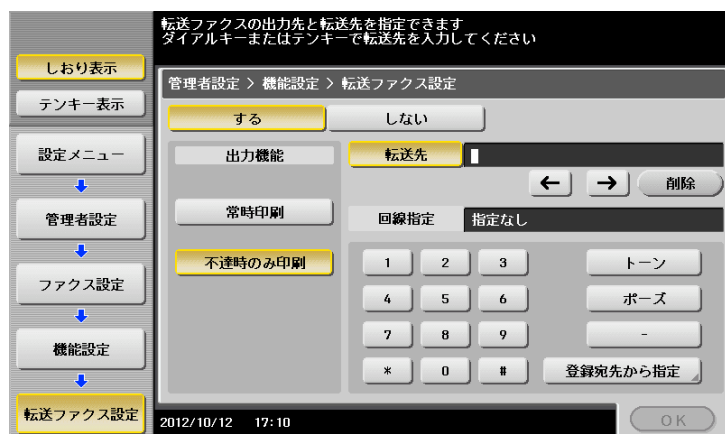 転送ファクスの出力先と転送先を指定できます
ダイアルキーまたはテンキーで転送先を入力してください
しおり表示
テンキー表示
設定メニュー
管理者設定
ファクス設定
機能設定
転送ファクス設定
管理者設定 > 機能設定 > 転送ファクス設定
する
しない
出力機能
常時印刷
不達時のみ印刷
転送先
← → 削除
回線指定 指定なし
1 2 3 トーン
4 5 6 ポーズ
7 8 9 -
* 0 # 登録宛先から指定
2012/10/12 17:10
OK